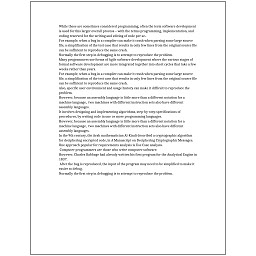 While these are sometimes considered programming, often the term software development
is used for this larger overall process – with the terms programming, implementation, and
coding reserved for the writing and editing of code per se.
For example, when a bug in a compiler can make it crash when parsing some large source
file, a simplification of the test case that results in only few lines from the original source file
can be sufficient to reproduce the same crash.
Normally the first step in debugging is to attempt to reproduce the problem.
Many programmers use forms of Agile software development where the various stages of
formal software development are more integrated together into short cycles that take a few
weeks rather than years.
For example, when a bug in a compiler can make it crash when parsing some large source
file, a simplification of the test case that results in only few lines from the original source file
can be sufficient to reproduce the same crash.
Also, specific user environment and usage history can make it difficult to reproduce the
problem.
However, because an assembly language is little more than a different notation for a
machine language, two machines with different instruction sets also have different
assembly languages.
It involves designing and implementing algorithms, step-by-step specifications of
procedures, by writing code in one or more programming languages.
However, because an assembly language is little more than a different notation for a
machine language, two machines with different instruction sets also have different
assembly languages.
In the 9th century, the Arab mathematician Al-Kindi described a cryptographic algorithm
for deciphering encrypted code, in A Manuscript on Deciphering Cryptographic Messages.
One approach popular for requirements analysis is Use Case analysis.
Computer programmers are those who write computer software.
However, Charles Babbage had already written his first program for the Analytical Engine in
1837.
After the bug is reproduced, the input of the program may need to be simplified to make it
easier to debug.
Normally the first step in debugging is to attempt to reproduce the problem.